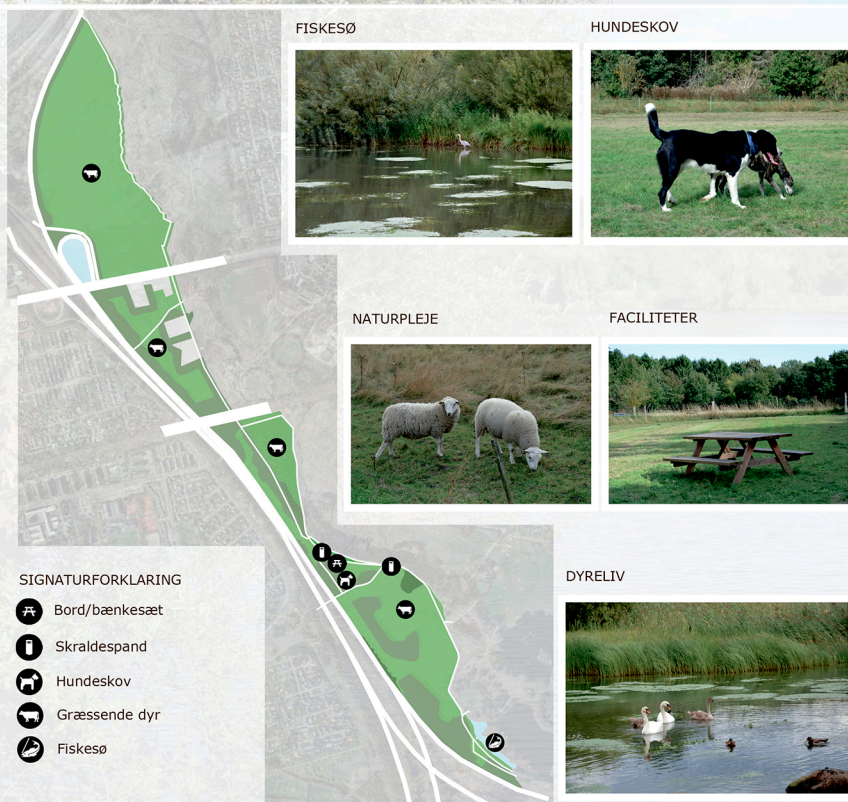 FISKESØ
HUNDESKOV
NATURPLEJE
FACILITETER
DYRELIV
SIGNATURFORKLARING
Bord/bænkesæt
Skraldespand
Hundeskov
Græssende dyr
Fiskesø